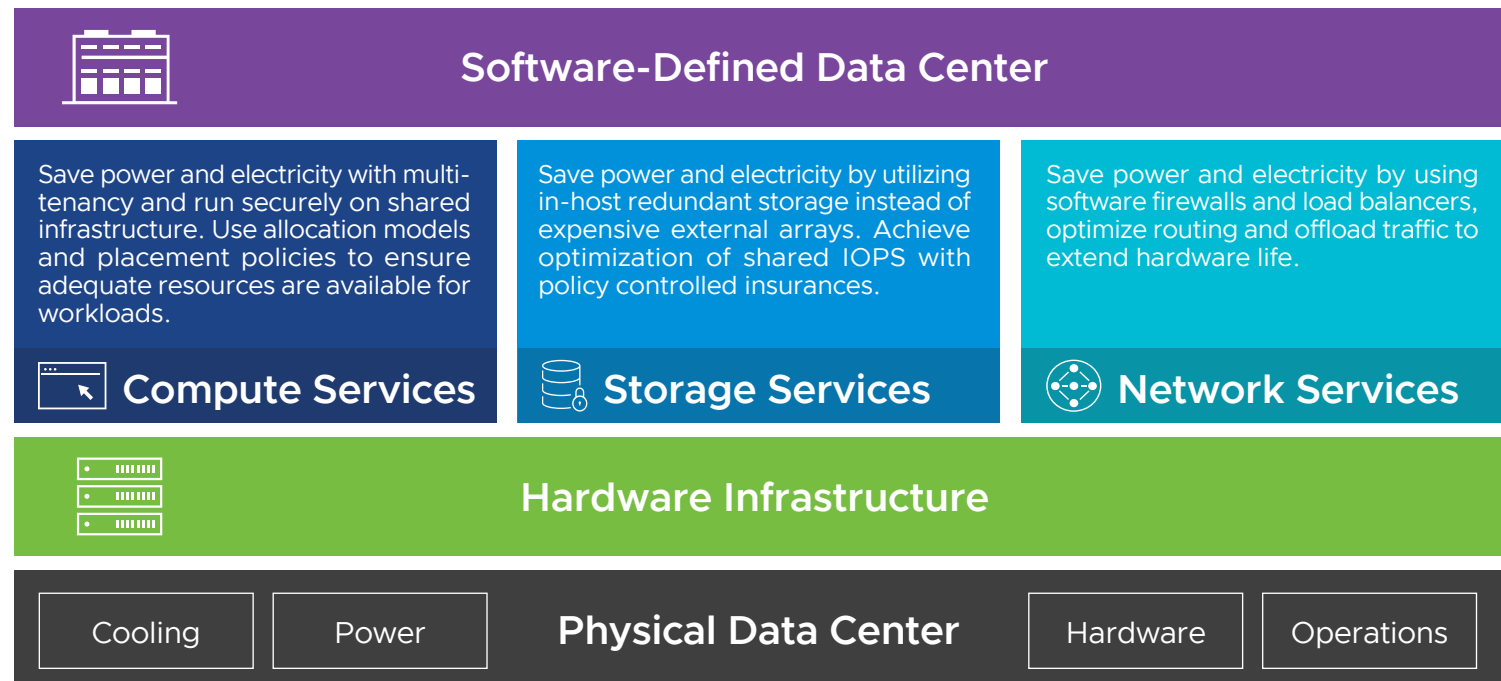 Software-Defined Data Center
Save power and electricity with multi-
tenancy and run securely on shared
infrastructure. Use allocation models
and placement policies to ensure
adequate resources are available for
workloads.
Compute Services
Save power and electricity by utilizing
in-host redundant storage instead of
expensive external arrays. Achieve
optimization of shared IOPS with
policy controlled insurances.
Storage Services
Save power and electricity by using
software firewalls and load balancers,
optimize routing and offload traffic to
extend hardware life.
Network Services
Hardware Infrastructure
Cooling
Power
Physical Data Center
Hardware
Operations